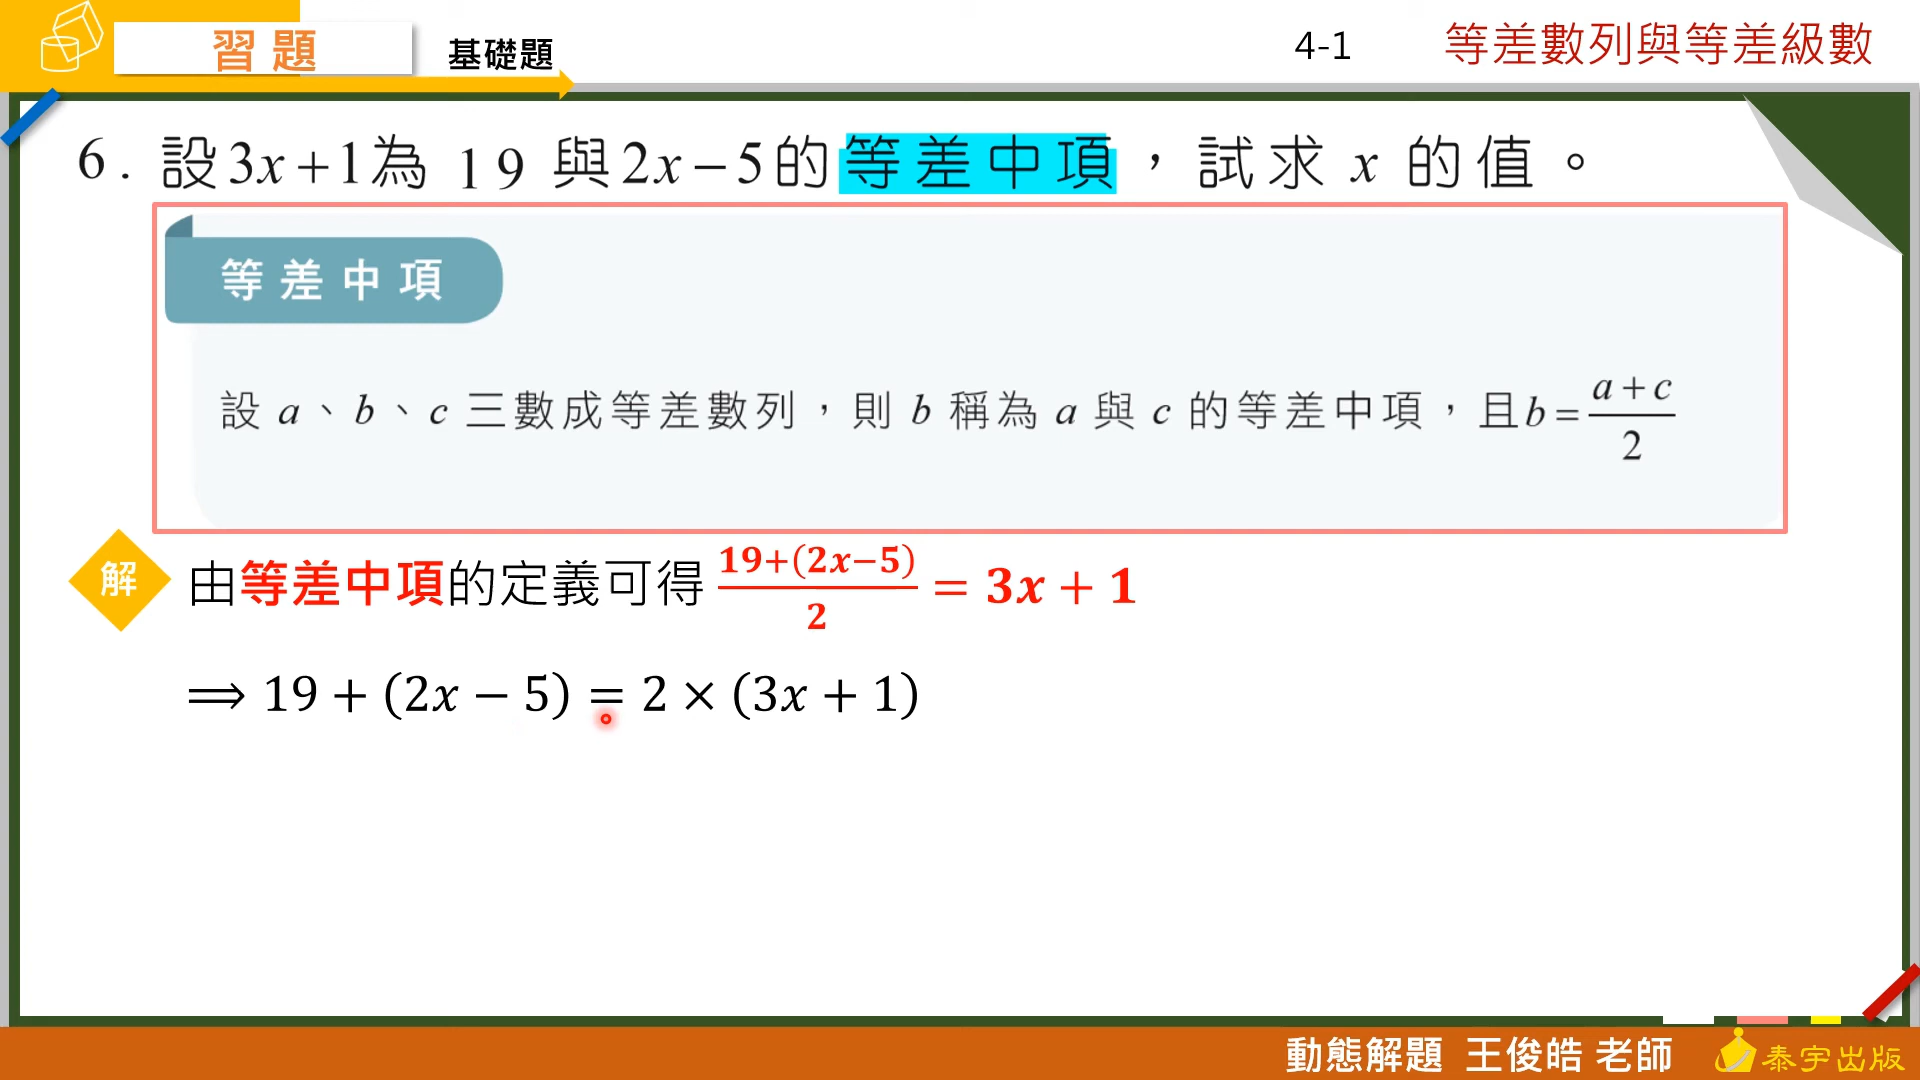 習題
基礎題
4-1 等差數列與等差級數
6. 設3x+1為 19 與2x−5的等差中項，試求 x 的值。
等差中項
設 a、b、c 三數成等差數列，則 b 稱為 a 與 c 的等差中項，且b=\frac{a+c}{2}
解
由等差中項的定義可得 \frac{19+(2x−5)}{2} = 3x + 1
⟹ 19 + (2x − 5) = 2 × (3x + 1)
動態解題 王俊皓 老師
泰宇出版